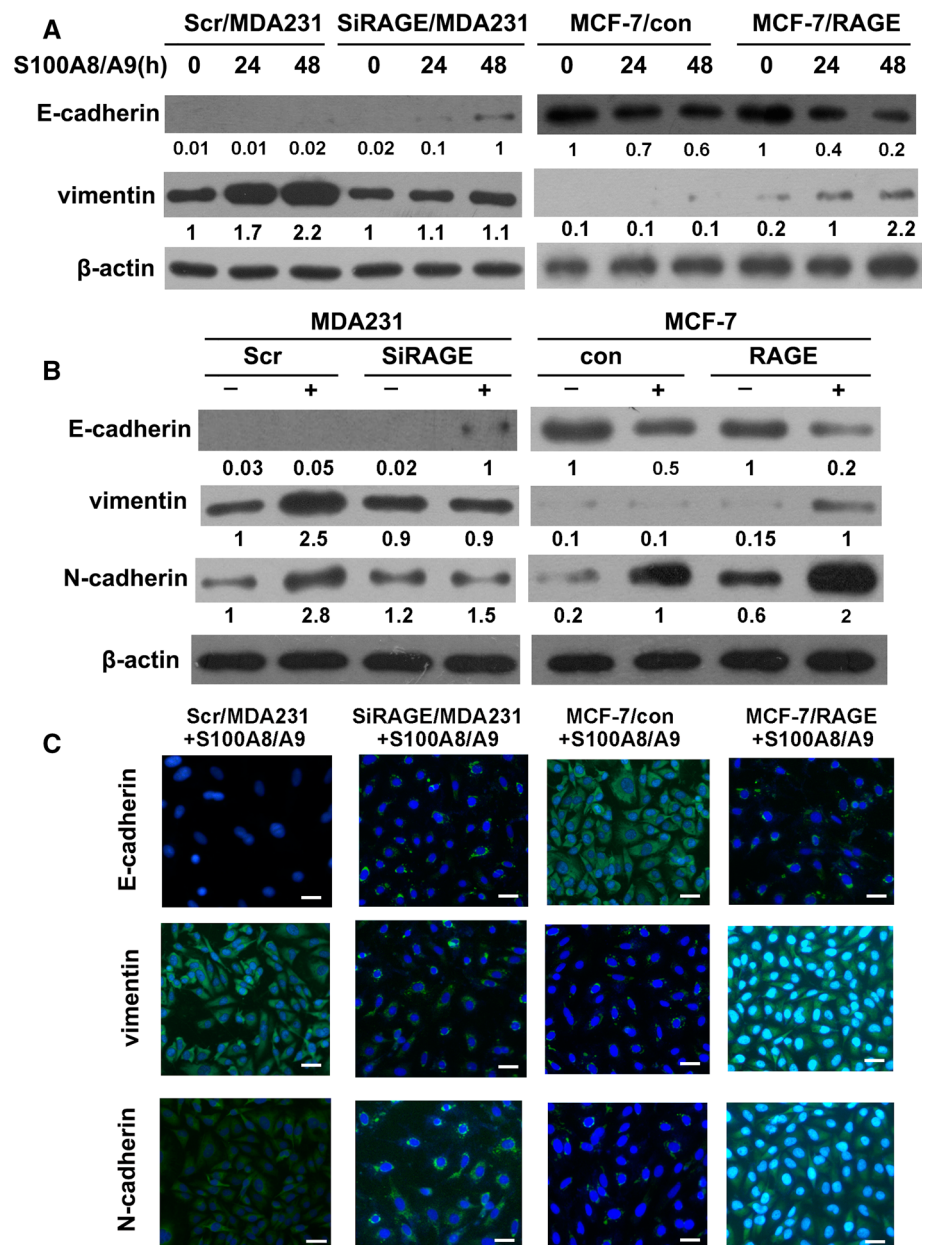 A
Scr/MDA231 SiRAGE/MDA231 MCF-7/con MCF-7/RAGE
S100A8/A9(h) 0 24 48 0 24 48 0 24 48 0 24 48
E-cadherin
0.01 0.01 0.02 0.02 0.1 1 1 0.7 0.6 1 0.4 0.2
vimentin
1 1.7 2.2 1 1.1 1.1 0.1 0.1 0.1 0.2 1 2.2
β-actin
MDA231 MCF-7
B
Scr SiRAGE con RAGE
– + – + – + – +
E-cadherin
0.03 0.05 0.02 1 1 0.5 1 0.2
vimentin
1 2.5 0.9 0.9 0.1 0.1 0.15 1
N-cadherin
1 2.8 1.2 1.5 0.2 1 0.6 2
β-actin
C
Scr/MDA231 SiRAGE/MDA231 MCF-7/con MCF-7/RAGE
+S100A8/A9 +S100A8/A9 +S100A8/A9 +S100A8/A9
E-cadherin
vimentin
N-cadherin